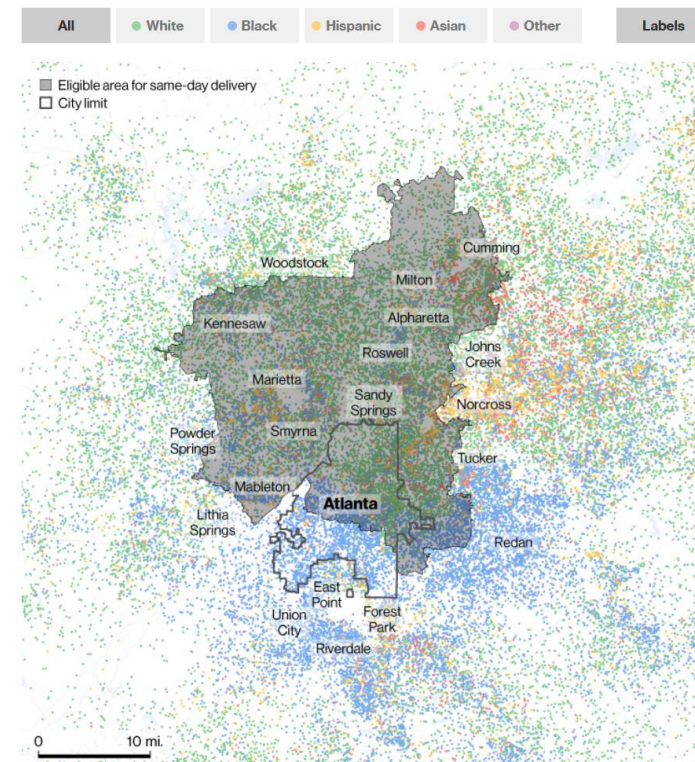 All
White
Black
Hispanic
Asian
Other
Labels
Eligible area for same-day delivery
City limit
Cumming
Woodstock
Milton
Kennesaw
Alpharetta
Roswell
Johns
Creek
Marietta
Sandy
Springs
Norcross
Smyrna
Powder
Springs
Tucker
Mableton
Atlanta
Lithia
Springs
Redan
East
Point
Union
City
Forest
Park
Riverdale
0
10 mi.